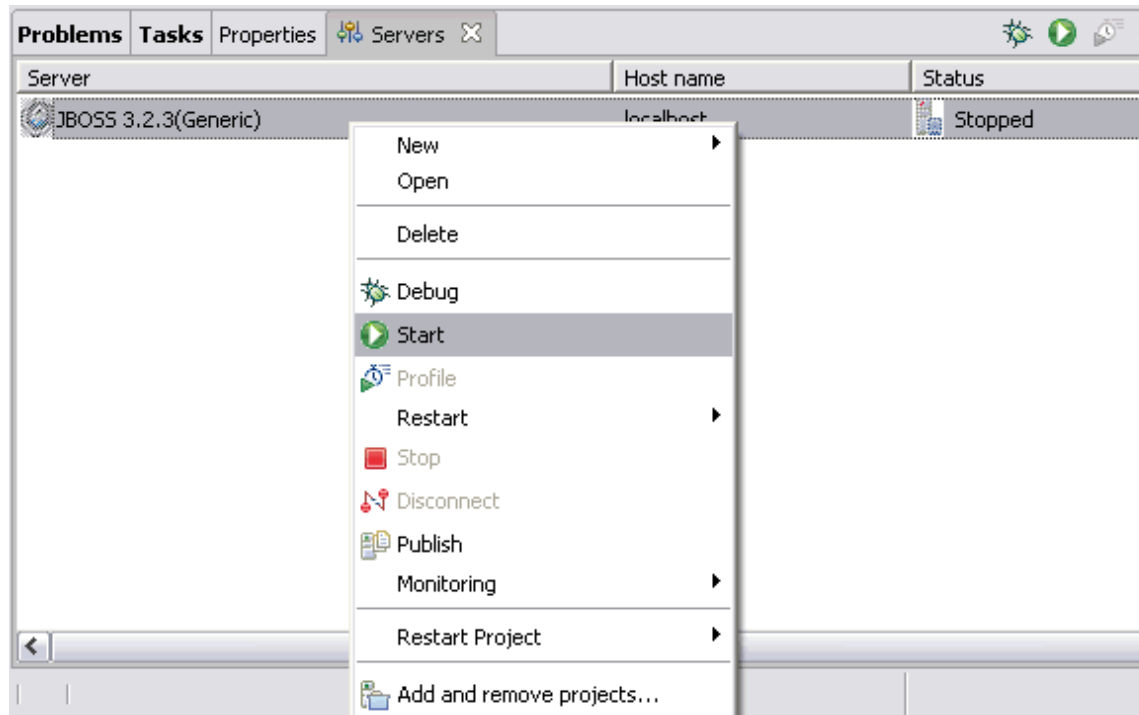 Problems Tasks Properties Servers
Server Host name Status
JBOSS 3.2.3(Generic) localhost Stopped
New
Open
Delete
Debug
Start
Profile
Restart
Stop
Disconnect
Publish
Monitoring
Restart Project
Add and remove projects...